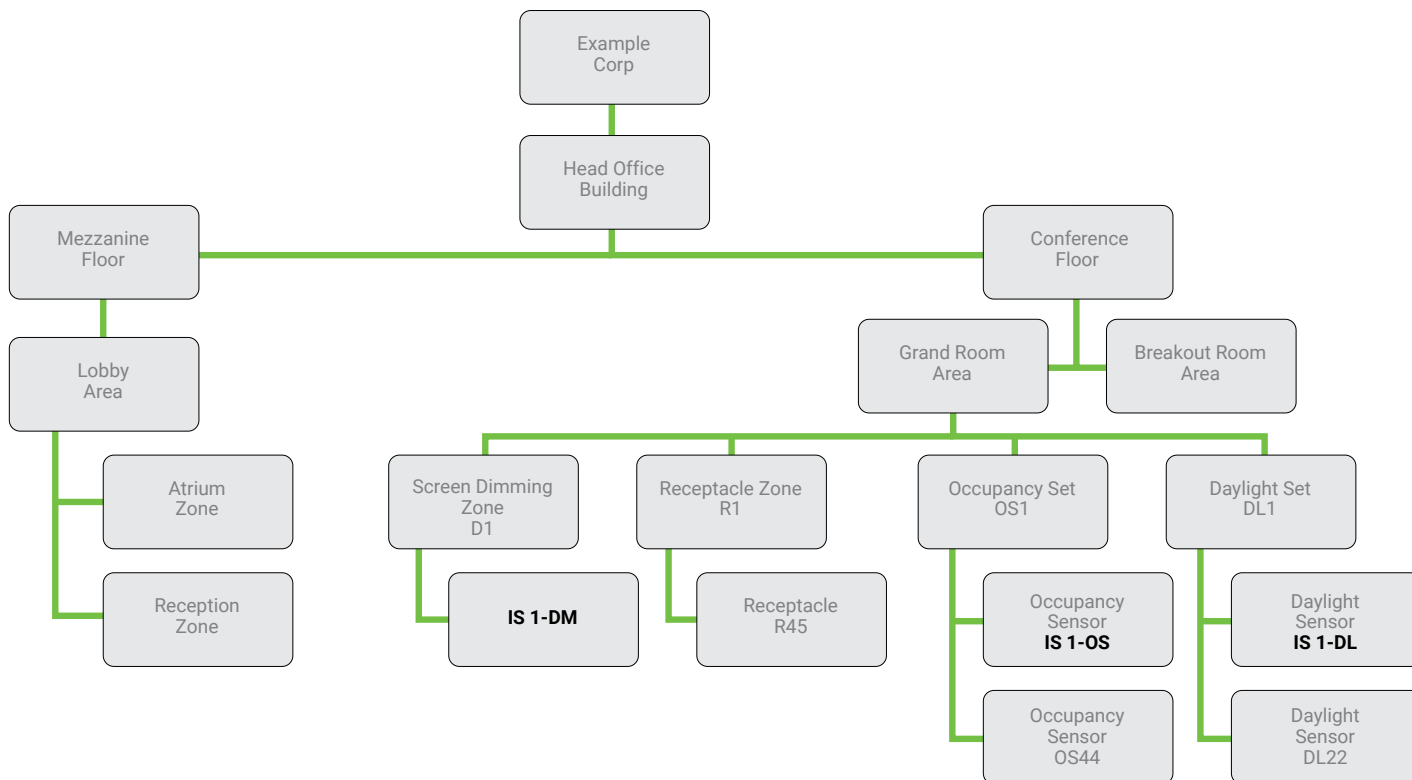 Example
Corp
Head Office
Building
Mezzanine
Floor
Conference
Floor
Lobby
Area
Grand Room
Area
Breakout Room
Area
Atrium
Zone
Reception
Zone
Screen Dimming
Zone
D1
Receptacle Zone
R1
Occupancy Set
OS1
Daylight Set
DL1
IS 1-DM
Receptacle
R45
Occupancy
Sensor
IS 1-OS
Daylight
Sensor
IS 1-DL
Occupancy
Sensor
OS44
Daylight
Sensor
DL22